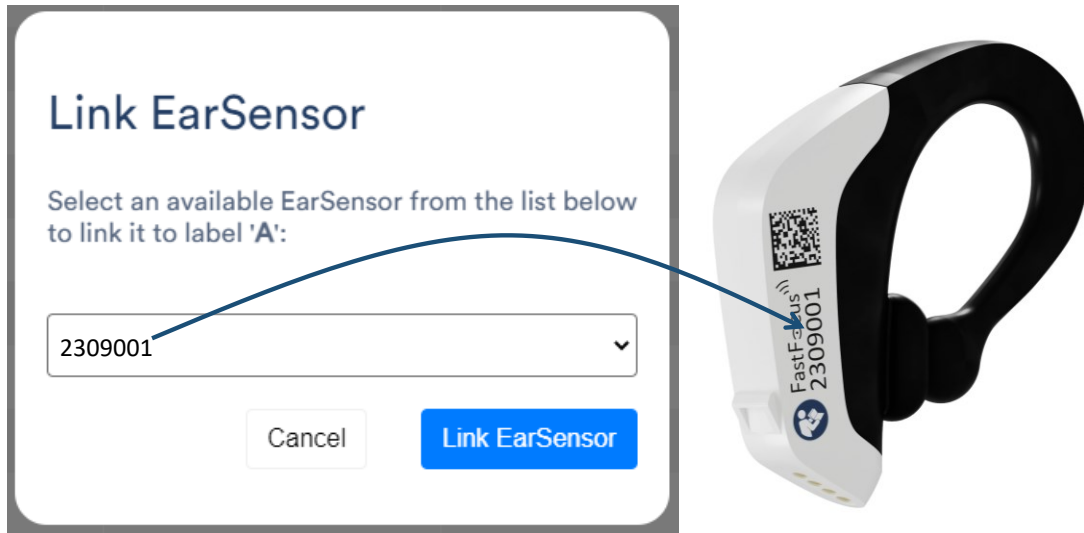 Link EarSensor
Select an available EarSensor from the list below
to link it to label 'A':
2309001
Cancel
Link EarSensor
FastFocus
2309001